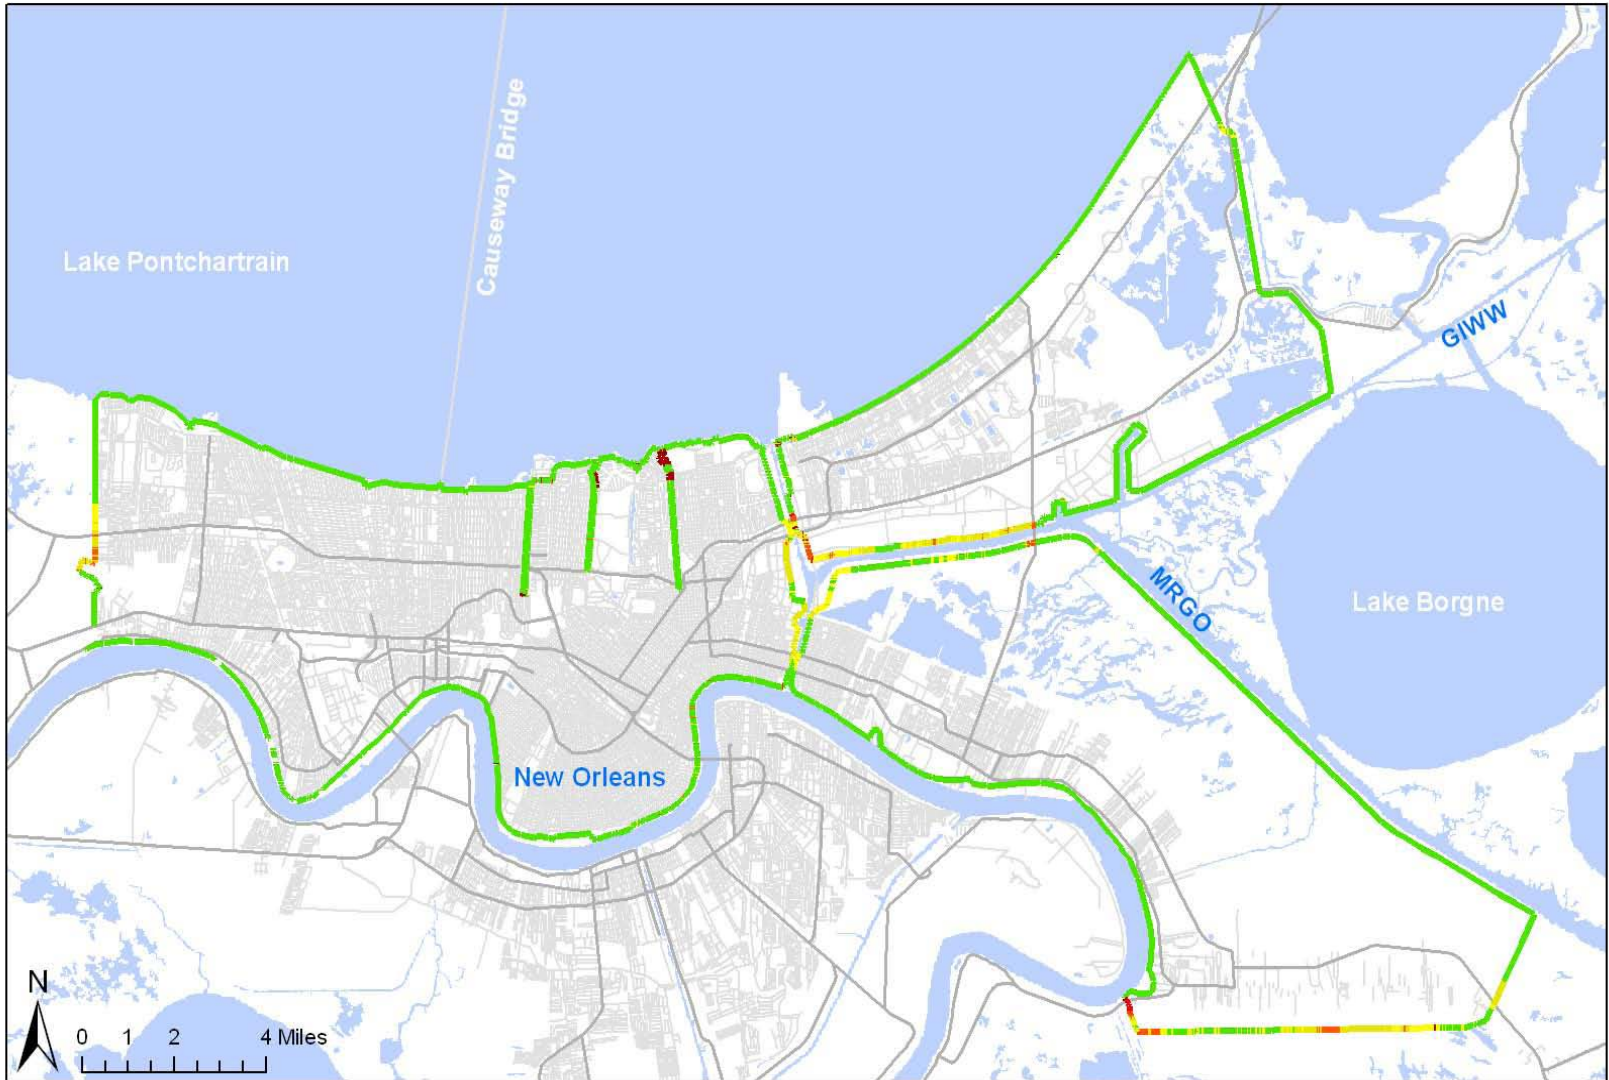 Causeway Bridge
Lake Pontchartrain
GIWW
MRGO
Lake Borgne
New Orleans
N
0 1 2 4 Miles